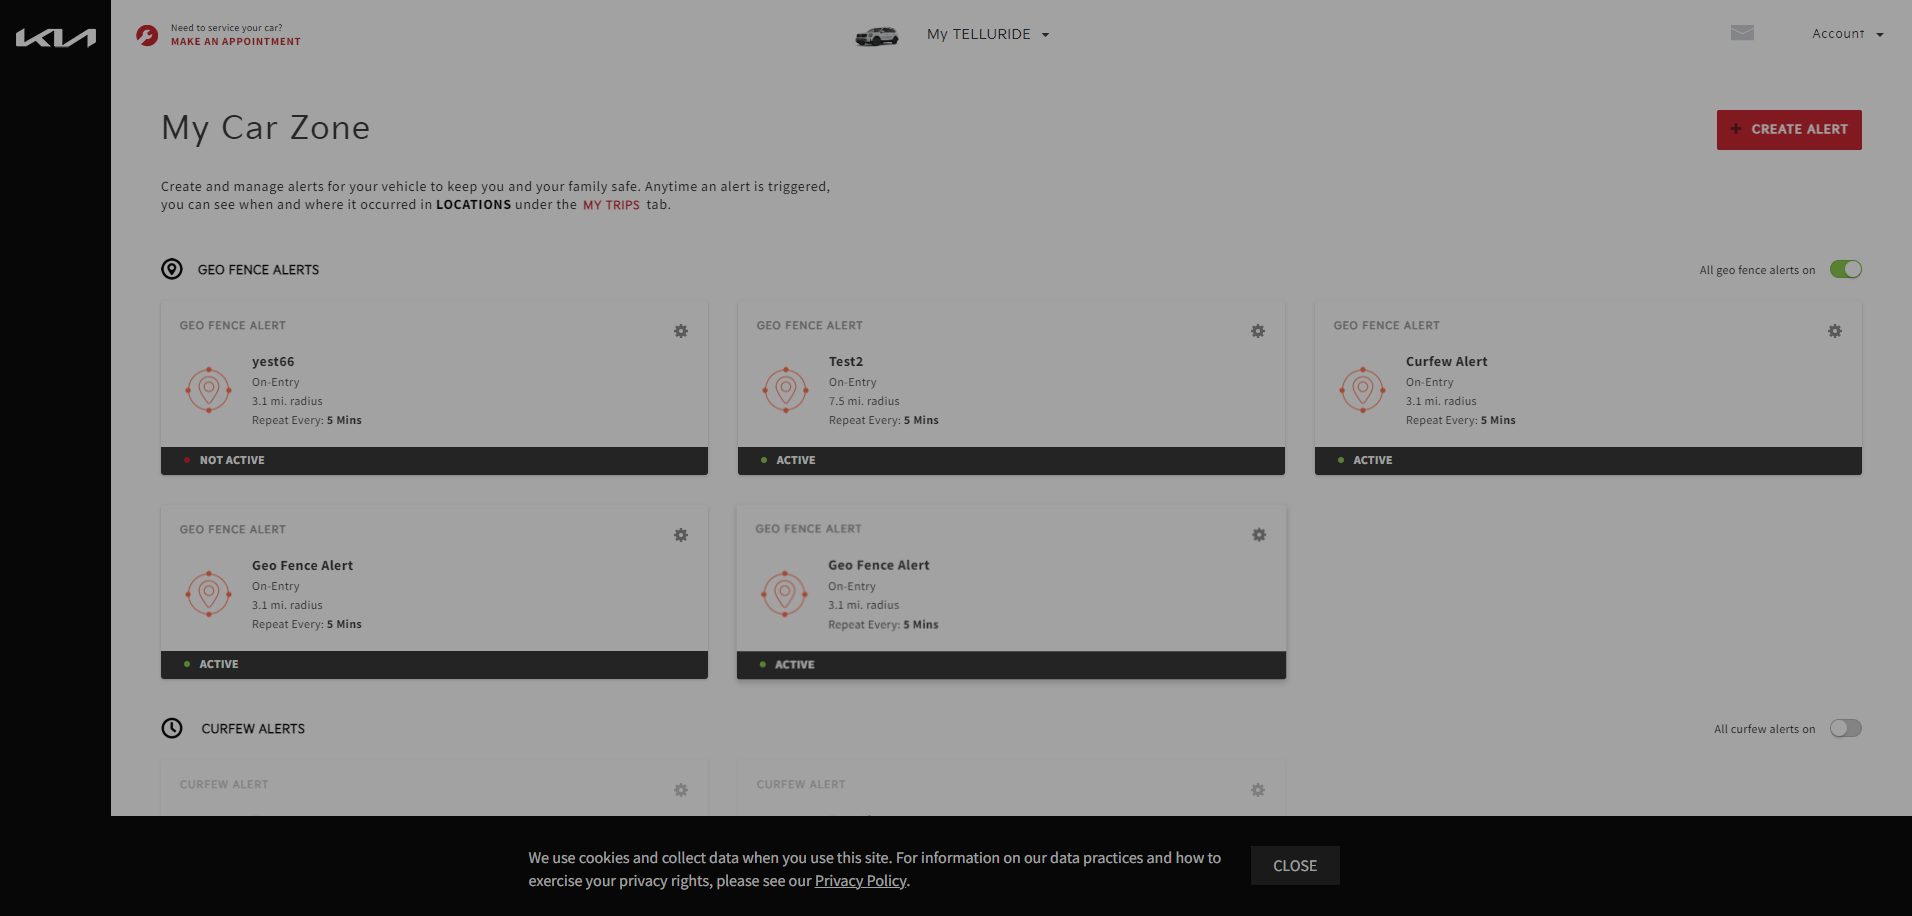 KIA
Need to service your car?
MAKE AN APPOINTMENT
My TELLURIDE
Account
My Car Zone
+ CREATE ALERT
Create and manage alerts for your vehicle to keep you and your family safe. Anytime an alert is triggered,
you can see when and where it occurred in LOCATIONS under the MY TRIPS tab.
GEO FENCE ALERTS
All geo fence alerts on
GEO FENCE ALERT
yest66
On-Entry
3.1 mi. radius
Repeat Every: 5 Mins
NOT ACTIVE
GEO FENCE ALERT
Test2
On-Entry
7.5 mi. radius
Repeat Every: 5 Mins
ACTIVE
GEO FENCE ALERT
Curfew Alert
On-Entry
3.1 mi. radius
Repeat Every: 5 Mins
ACTIVE
GEO FENCE ALERT
Geo Fence Alert
On-Entry
3.1 mi. radius
Repeat Every: 5 Mins
ACTIVE
GEO FENCE ALERT
Geo Fence Alert
On-Entry
3.1 mi. radius
Repeat Every: 5 Mins
ACTIVE
CURFEW ALERTS
All curfew alerts on
CURFEW ALERT
CURFEW ALERT
We use cookies and collect data when you use this site. For information on our data practices and how to
exercise your privacy rights, please see our Privacy Policy.
CLOSE